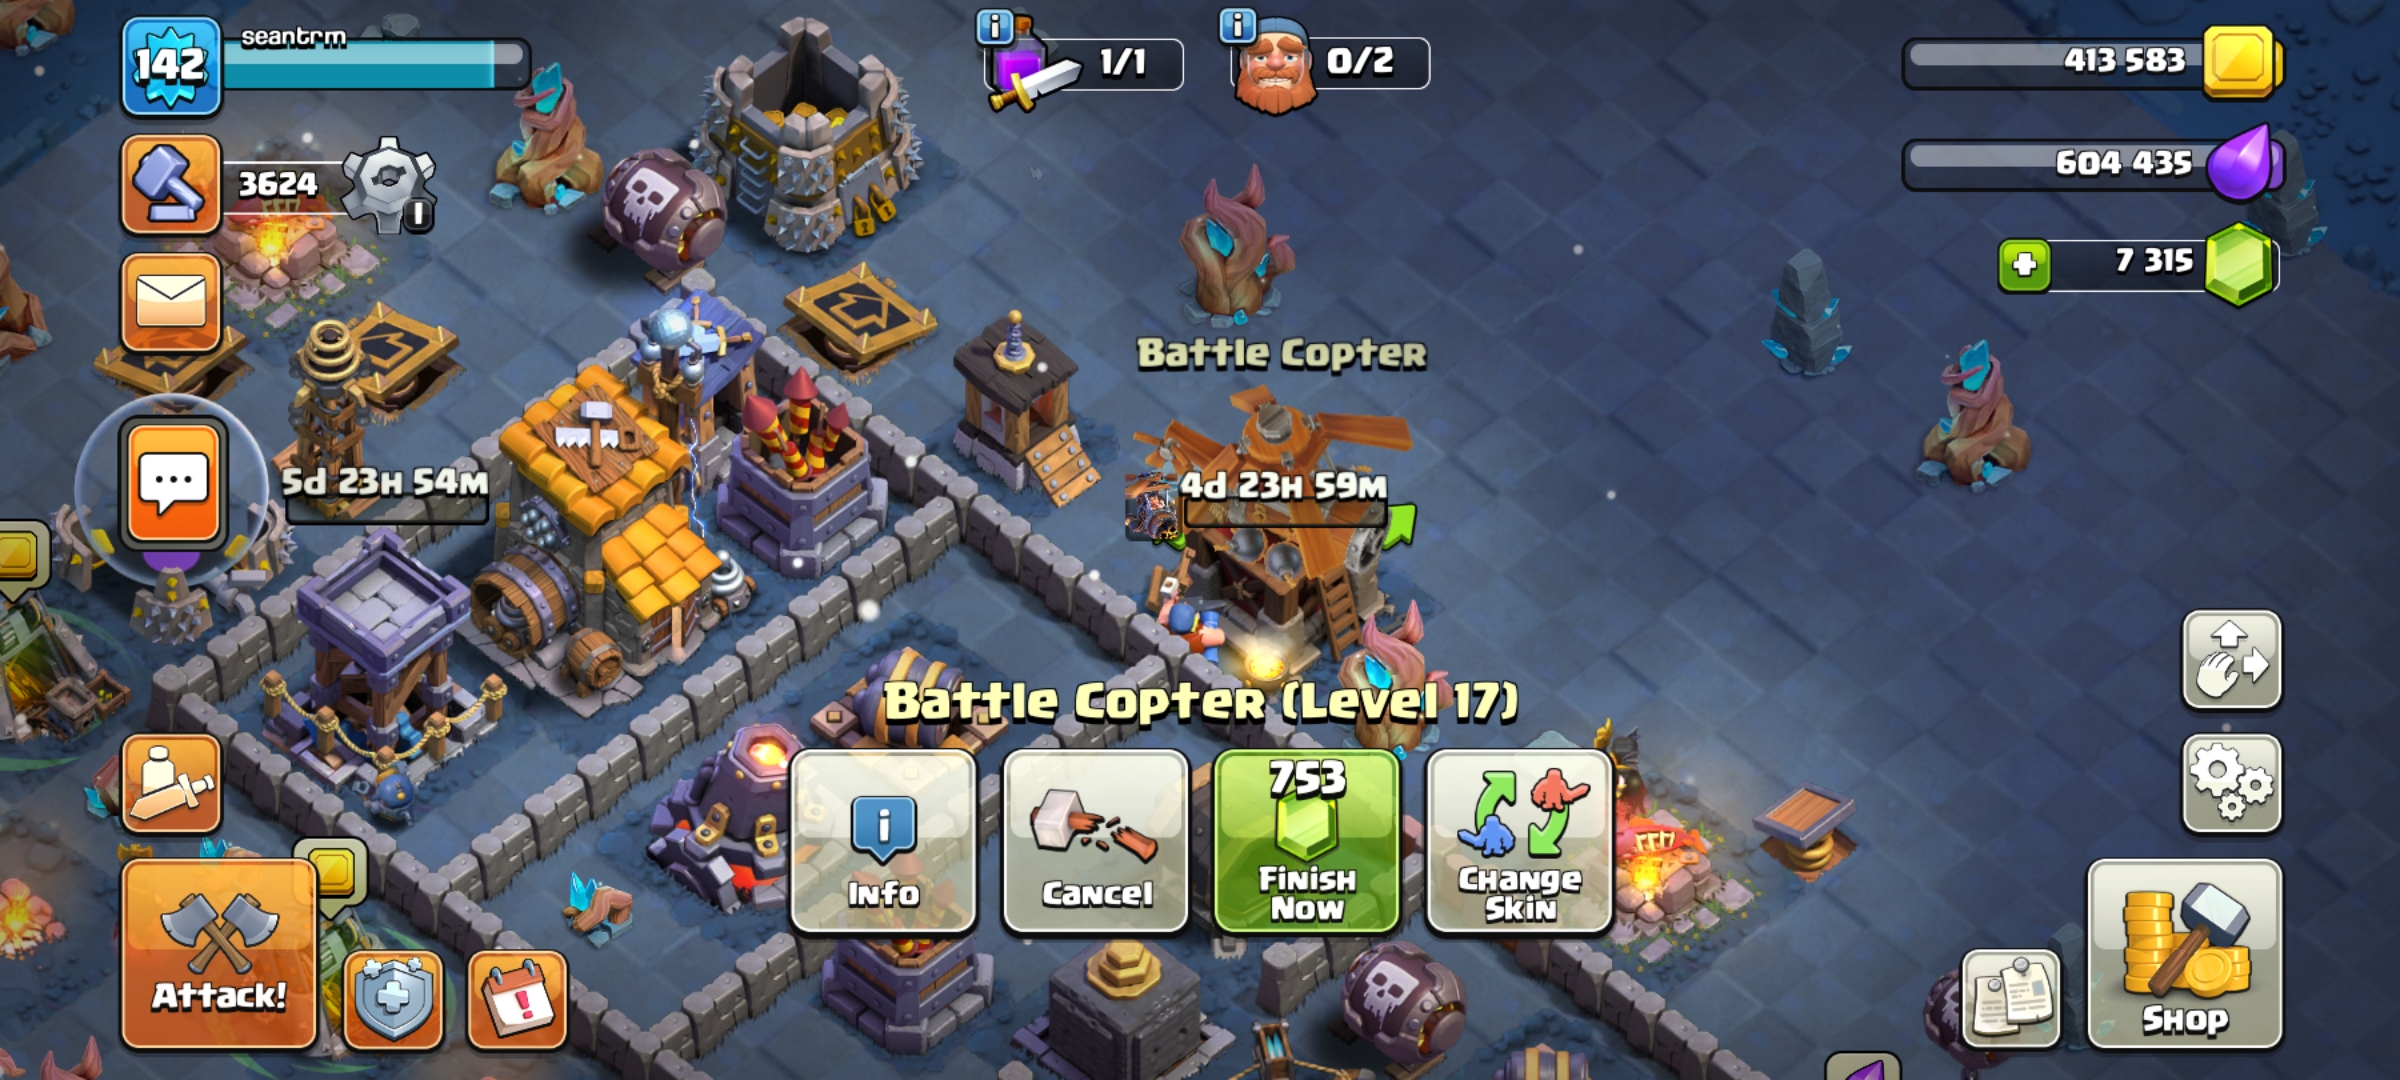 142
seantrm
1/1
0/2
413 583
3624
604 435
7 315
Battle Copter
5d 23H 54M
4d 23H 59M
Battle Copter (Level 17)
753
Info
Cancel
Finish
Now
Change
Skin
Attack!
Shop